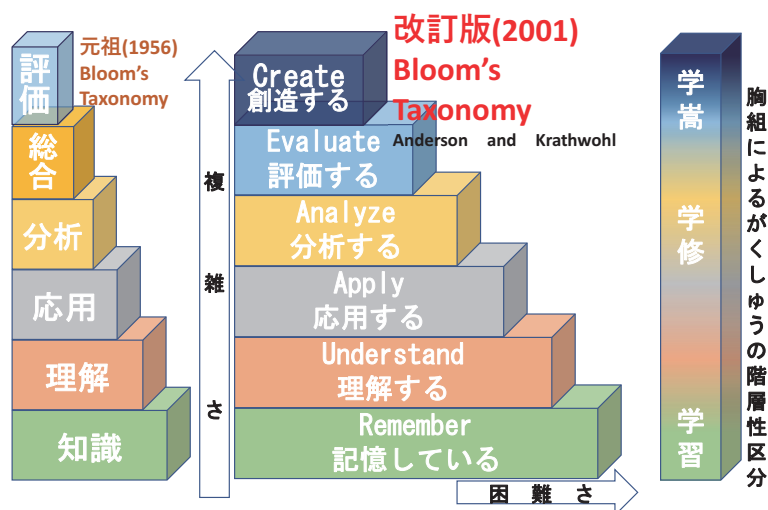 元祖(1956)
Bloom's
Taxonomy
評価
総合
分析
応用
理解
知識
複雑さ
改訂版(2001)
Bloom's
Taxonomy
Anderson and Krathwohl
Create
創造する
Evaluate
評価する
Analyze
分析する
Apply
応用する
Understand
理解する
Remember
記憶している
困難さ
学嵩
学修
学習
胸組によるがくしゅうの階層性区分